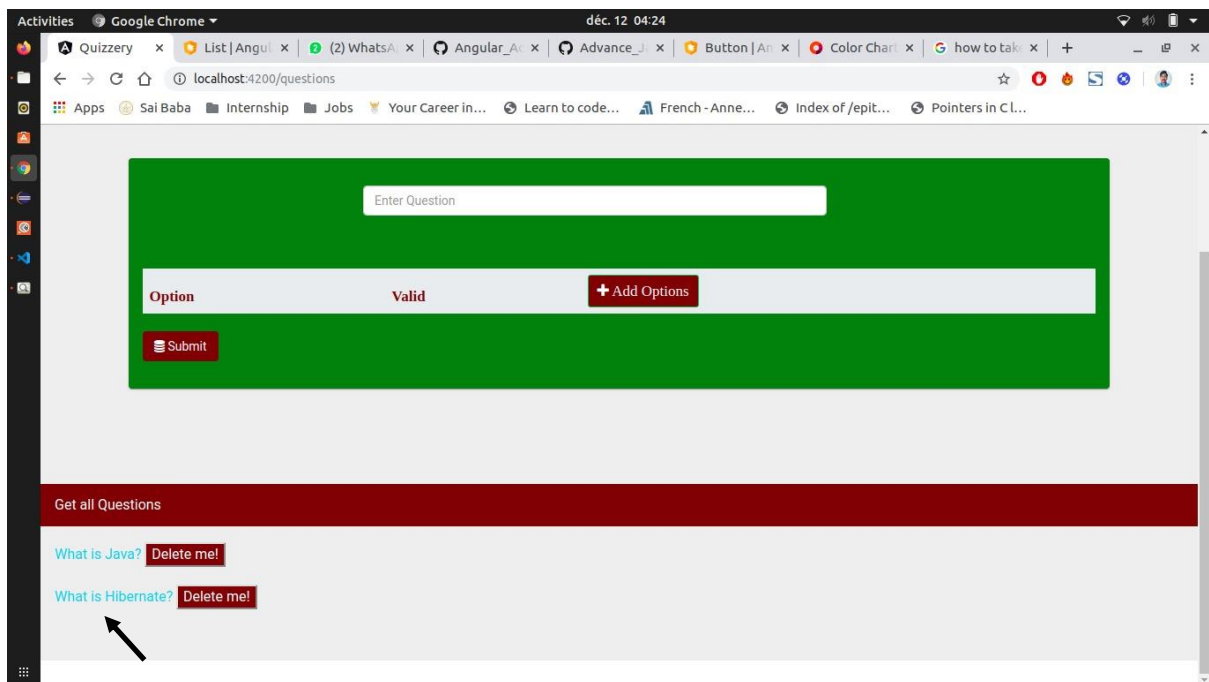 Activities Google Chrome déc. 12 04:24
Quizzery List | Angul (2) WhatsA Angular_Ac Advance_J Button | An Color Chart how to take
localhost:4200/questions
Apps Sai Baba Internship Jobs Your Career in... Learn to code... French - Anne... Index of /epit... Pointers in C l...
Enter Question
Option Valid Add Options
Submit
Get all Questions
What is Java? Delete me!
What is Hibernate? Delete me!